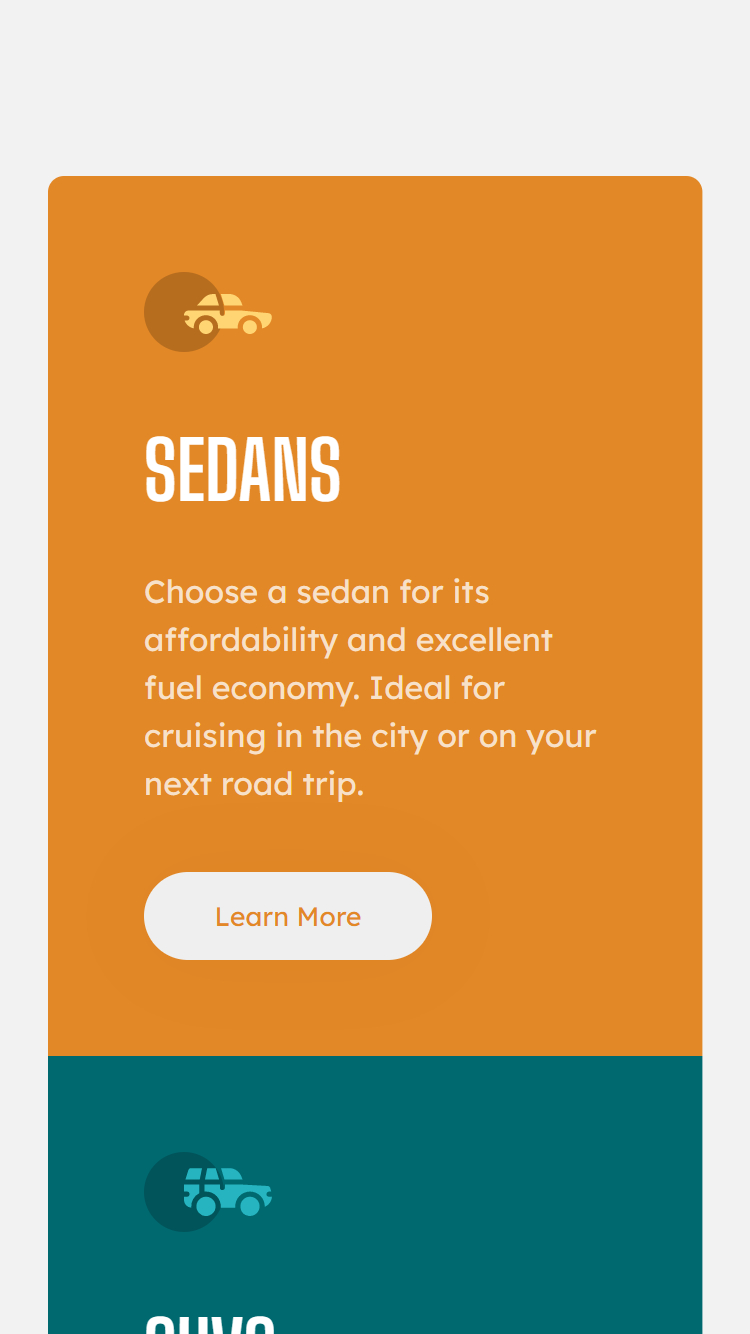 SEDANS
Choose a sedan for its
affordability and excellent
fuel economy. Ideal for
cruising in the city or on your
next road trip.
Learn More
SUVS